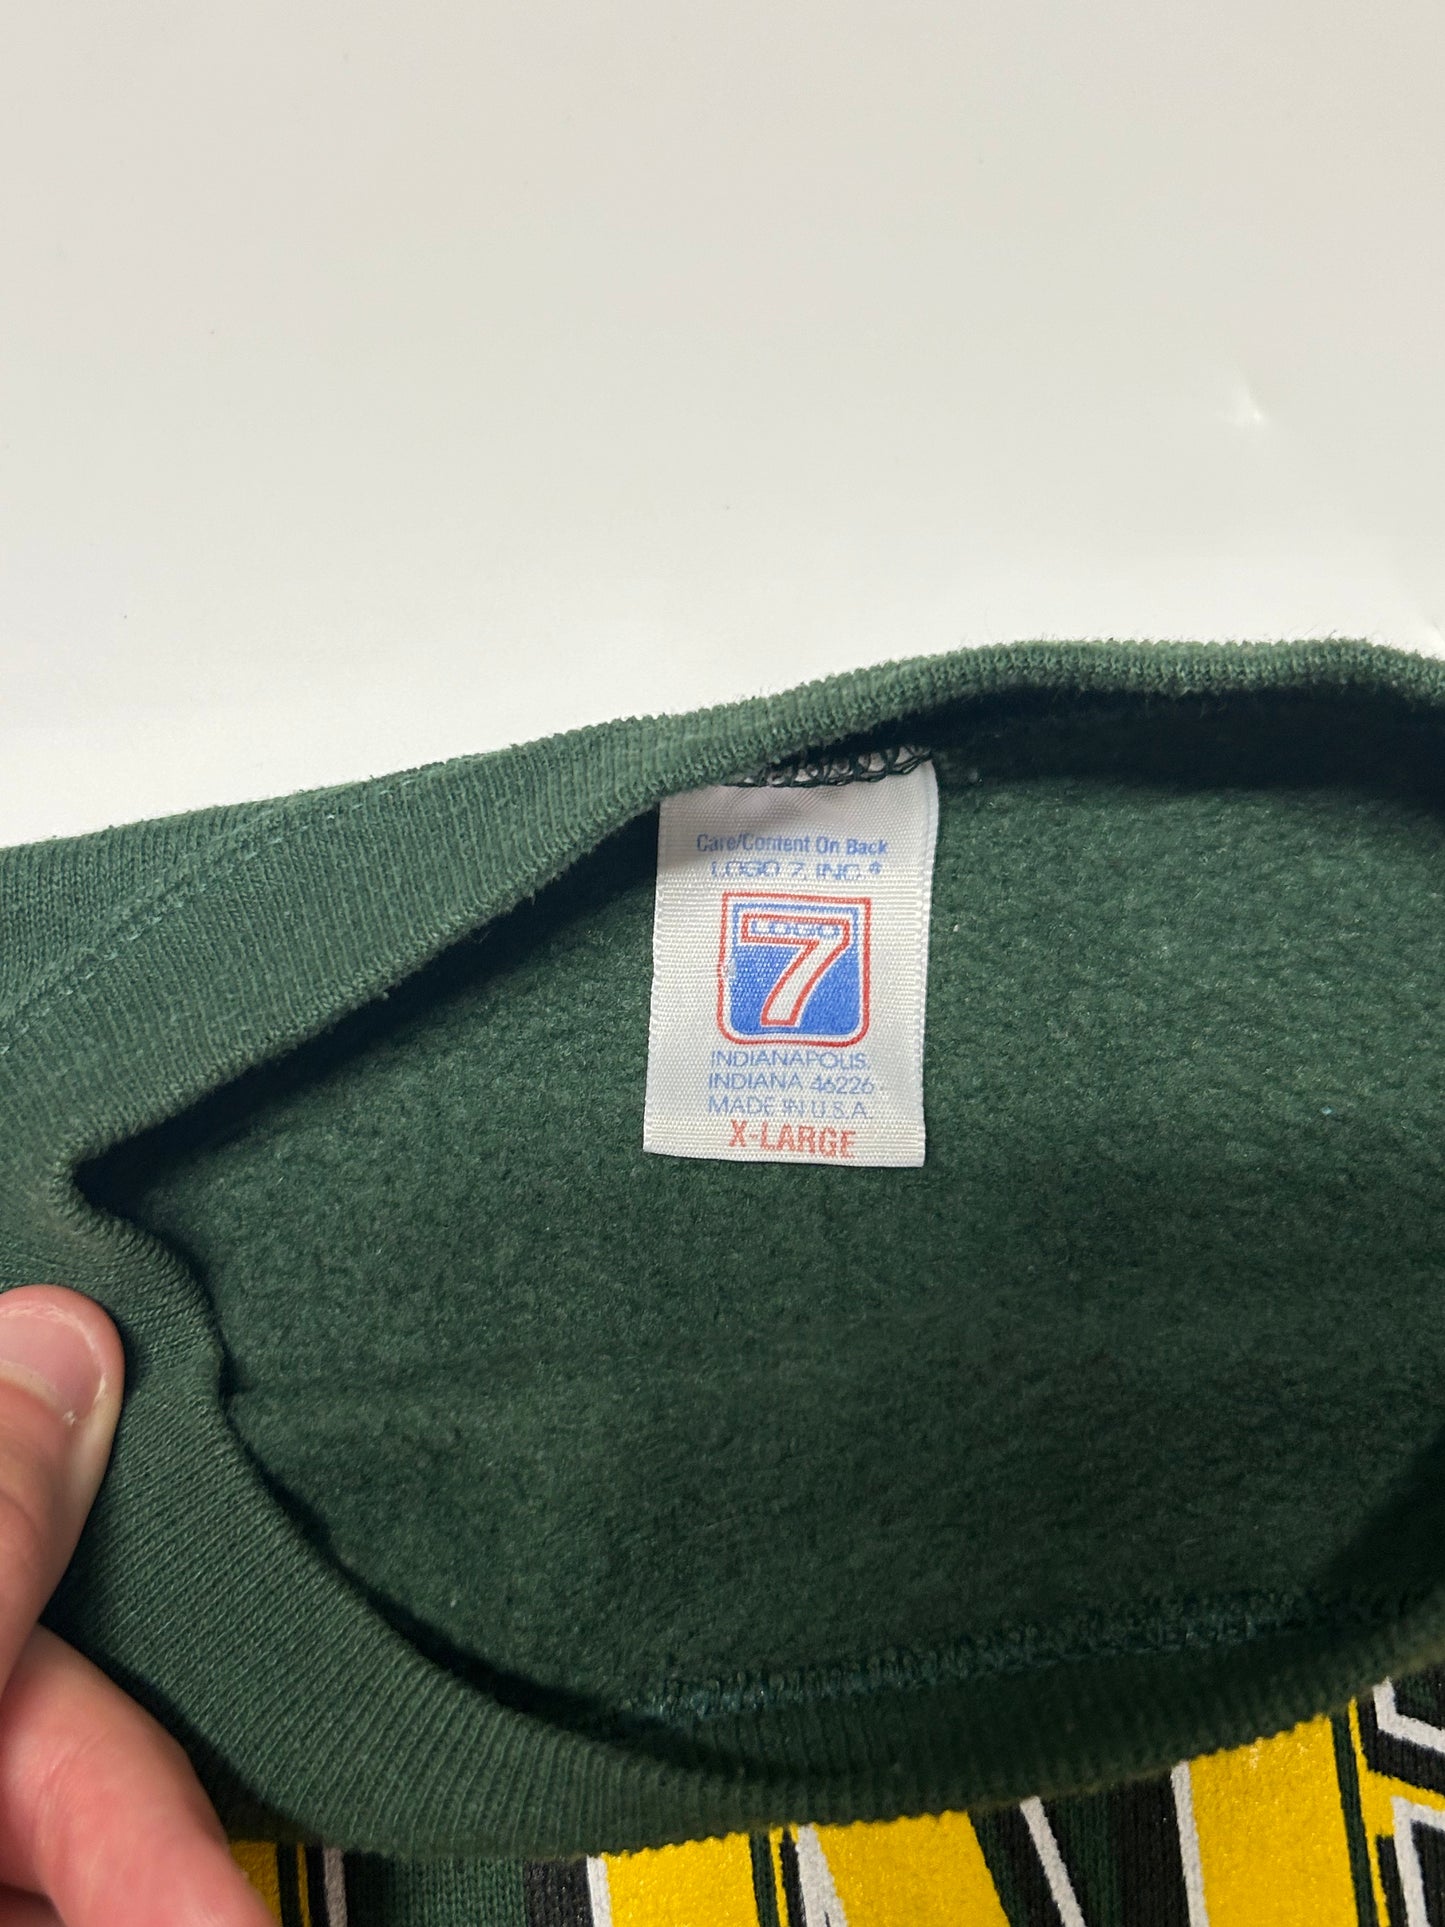 Care/Content On Back
LOGO 7, INC.®
LOGO
7
INDIANAPOLIS,
INDIANA 46226
MADE IN U.S.A.
X-LARGE